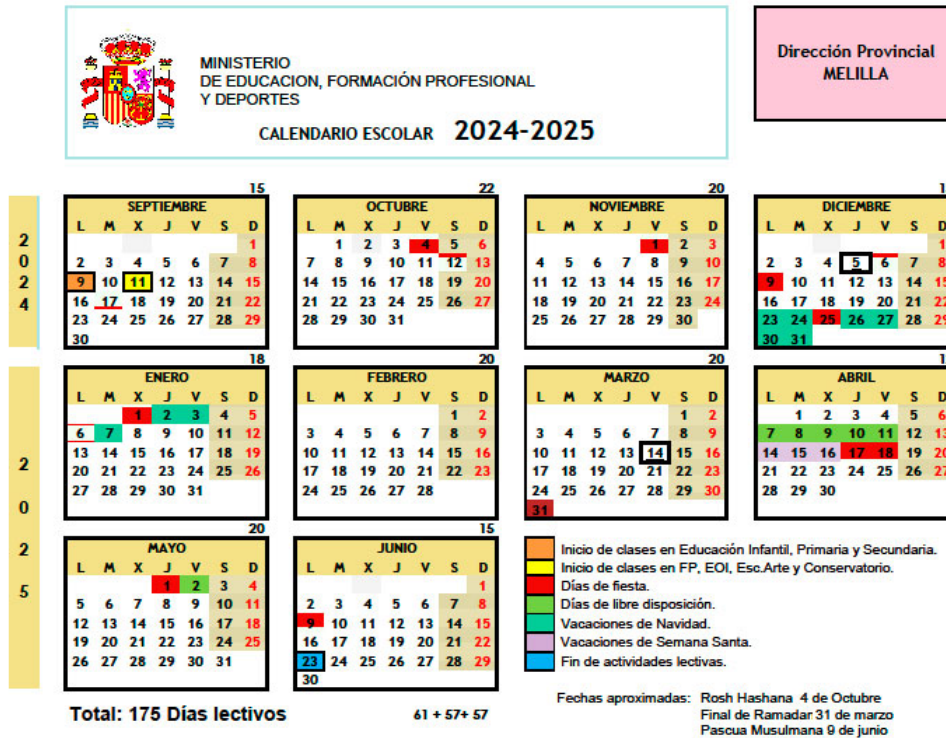 MINISTERIO
DE EDUCACION, FORMACIÓN PROFESIONAL
Y DEPORTES
CALENDARIO ESCOLAR 2024-2025
Dirección Provincial
MELILLA
2
0
2
4
15
SEPTIEMBRE
L M X J V S D
1
2 3 4 5 6 7 8
9 10 11 12 13 14 15
16 17 18 19 20 21 22
23 24 25 26 27 28 29
30
22
OCTUBRE
L M X J V S D
1 2 3 4 5 6
7 8 9 10 11 12 13
14 15 16 17 18 19 20
21 22 23 24 25 26 27
28 29 30 31
20
NOVIEMBRE
L M X J V S D
1 2 3
4 5 6 7 8 9 10
11 12 13 14 15 16 17
18 19 20 21 22 23 24
25 26 27 28 29 30
DICIEMBRE
L M X J V S D
1
2 3 4 5 6 7 8
9 10 11 12 13 14 15
16 17 18 19 20 21 22
23 24 25 26 27 28 29
30 31
2
0
2
5
18
ENERO
L M X J V S D
1 2 3 4 5
6 7 8 9 10 11 12
13 14 15 16 17 18 19
20 21 22 23 24 25 26
27 28 29 30 31
20
FEBRERO
L M X J V S D
1 2
3 4 5 6 7 8 9
10 11 12 13 14 15 16
17 18 19 20 21 22 23
24 25 26 27 28
20
MARZO
L M X J V S D
1 2
3 4 5 6 7 8 9
10 11 12 13 14 15 16
17 18 19 20 21 22 23
24 25 26 27 28 29 30
31
ABRIL
L M X J V S D
1 2 3 4 5 6
7 8 9 10 11 12 13
14 15 16 17 18 19 20
21 22 23 24 25 26 27
28 29 30
20
MAYO
L M X J V S D
1 2 3 4
5 6 7 8 9 10 11
12 13 14 15 16 17 18
19 20 21 22 23 24 25
26 27 28 29 30 31
15
JUNIO
L M X J V S D
1
2 3 4 5 6 7 8
9 10 11 12 13 14 15
16 17 18 19 20 21 22
23 24 25 26 27 28 29
30
Inicio de clases en Educación Infantil, Primaria y Secundaria.
Inicio de clases en FP, EOI, Esc.Arte y Conservatorio.
Días de fiesta.
Días de libre disposición.
Vacaciones de Navidad.
Vacaciones de Semana Santa.
Fin de actividades lectivas.
Total: 175 Días lectivos
61 + 57+ 57
Fechas aproximadas: Rosh Hashana 4 de Octubre
Final de Ramadar 31 de marzo
Pascua Musulmana 9 de junio